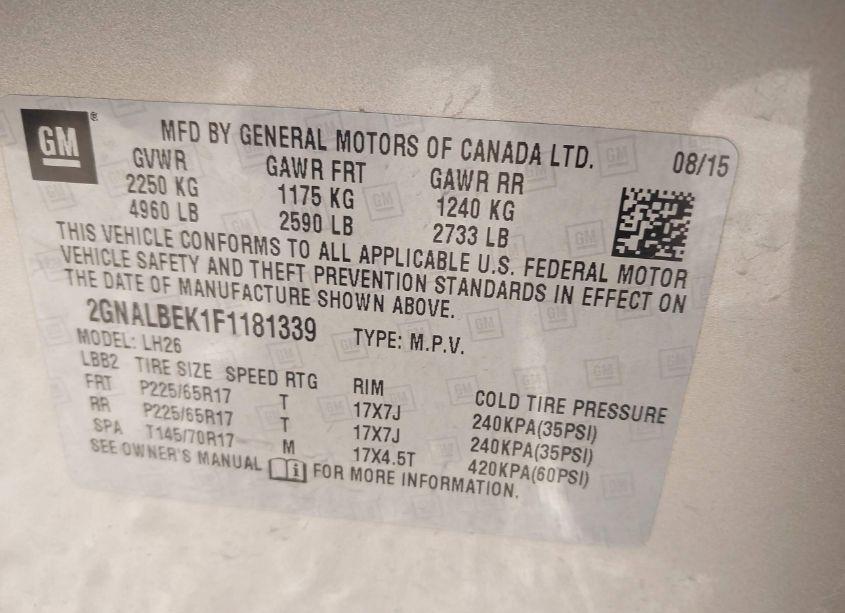 GM®
MFD BY GENERAL MOTORS OF CANADA LTD. 08/15
GVWR GAWR FRT GAWR RR
2250 KG 1175 KG 1240 KG
4960 LB 2590 LB 2733 LB
THIS VEHICLE CONFORMS TO ALL APPLICABLE U.S. FEDERAL MOTOR
VEHICLE SAFETY AND THEFT PREVENTION STANDARDS IN EFFECT ON
THE DATE OF MANUFACTURE SHOWN ABOVE.
2GNALBEK1F1181339 TYPE: M.P.V.
MODEL: LH26
LBB2 TIRE SIZE SPEED RTG RIM COLD TIRE PRESSURE
FRT P225/65R17 T 17X7J 240KPA(35PSI)
RR P225/65R17 T 17X7J 240KPA(35PSI)
SPA T145/70R17 M 17X4.5T 420KPA(60PSI)
SEE OWNER'S MANUAL i FOR MORE INFORMATION.